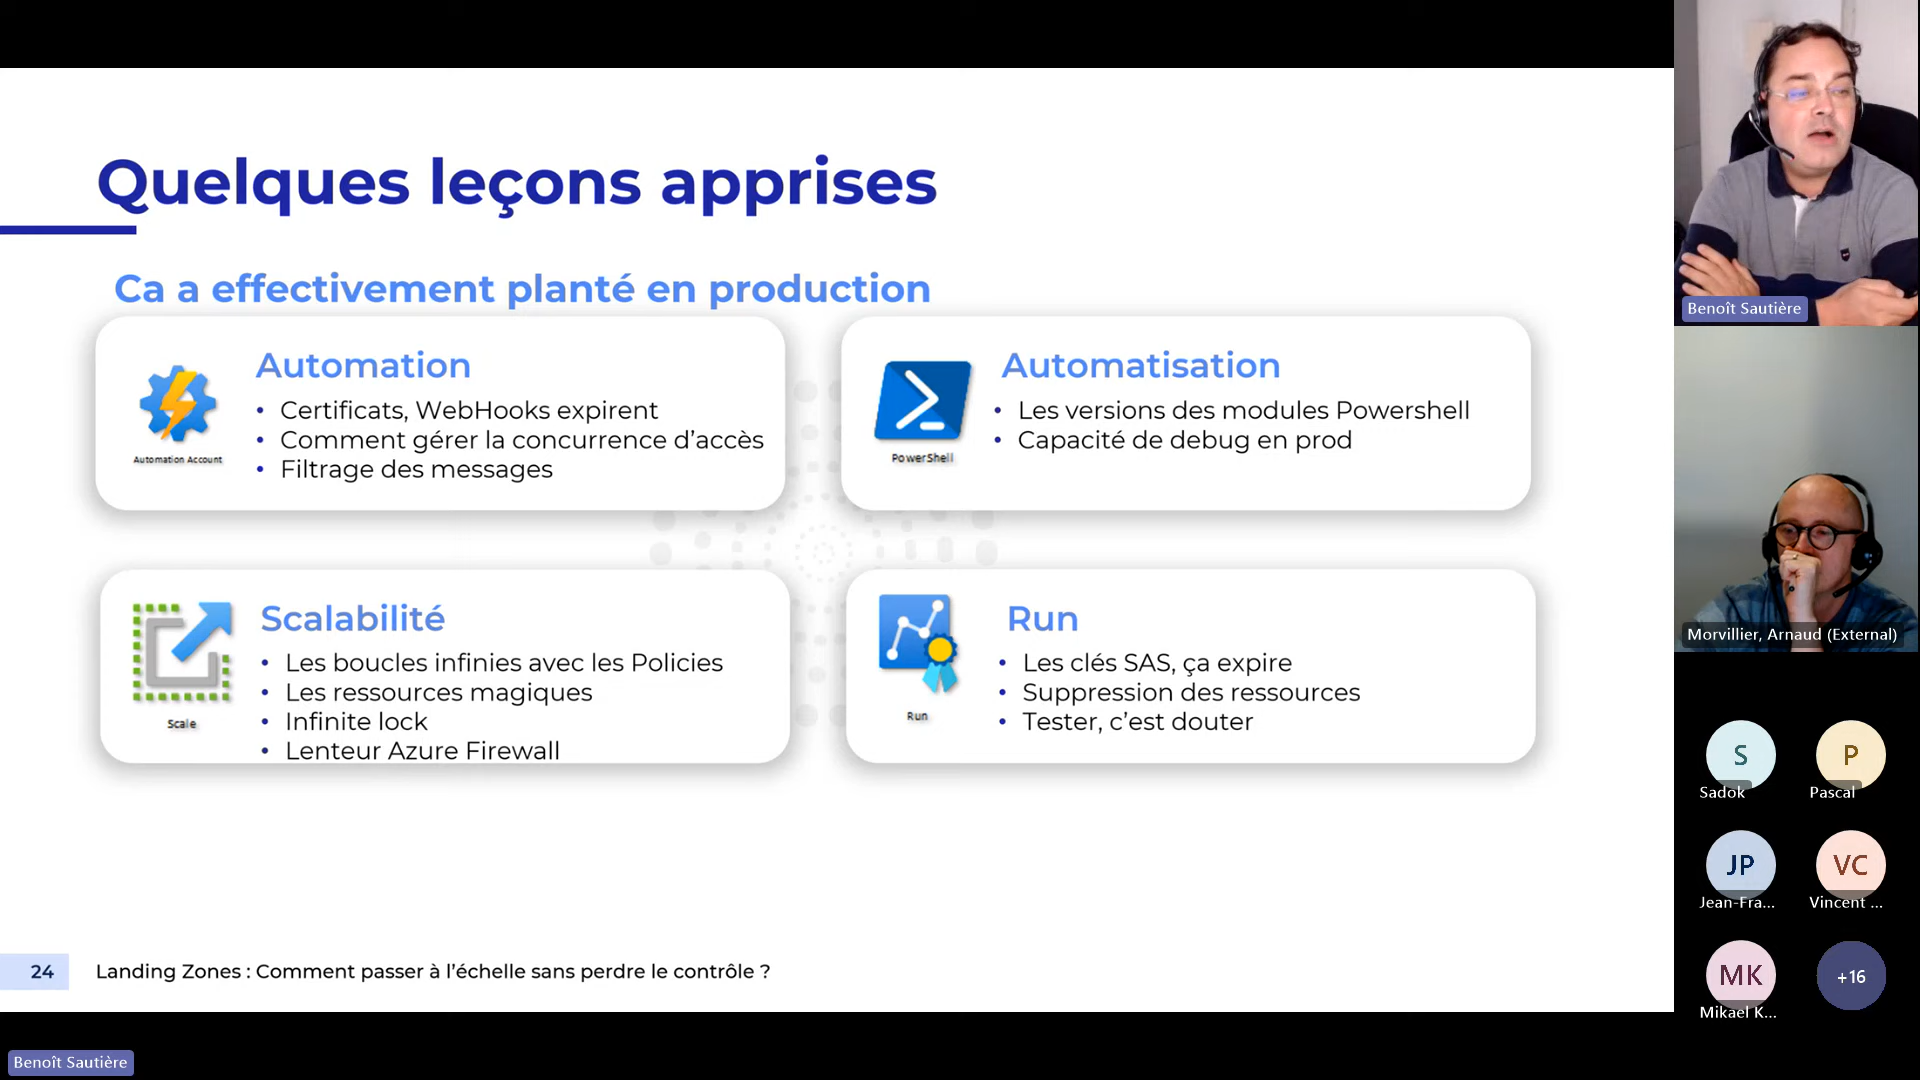 Quelques leçons apprises
Ca a effectivement planté en production
Automation
• Certificats, WebHooks expirent
• Comment gérer la concurrence d’accès
• Filtrage des messages
Automation Account
Automatisation
• Les versions des modules Powershell
• Capacité de debug en prod
PowerShell
Scalabilité
• Les boucles infinies avec les Policies
• Les ressources magiques
• Infinite lock
• Lenteur Azure Firewall
Scale
Run
• Les clés SAS, ça expire
• Suppression des ressources
• Tester, c’est douter
Run
24
Landing Zones : Comment passer à l’échelle sans perdre le contrôle ?
Benoît Sautière
Benoît Sautière
Morvillier, Arnaud (External)
S
Sadok
P
Pascal
JP
Jean-Fra...
VC
Vincent ...
MK
Mikael K...
+16